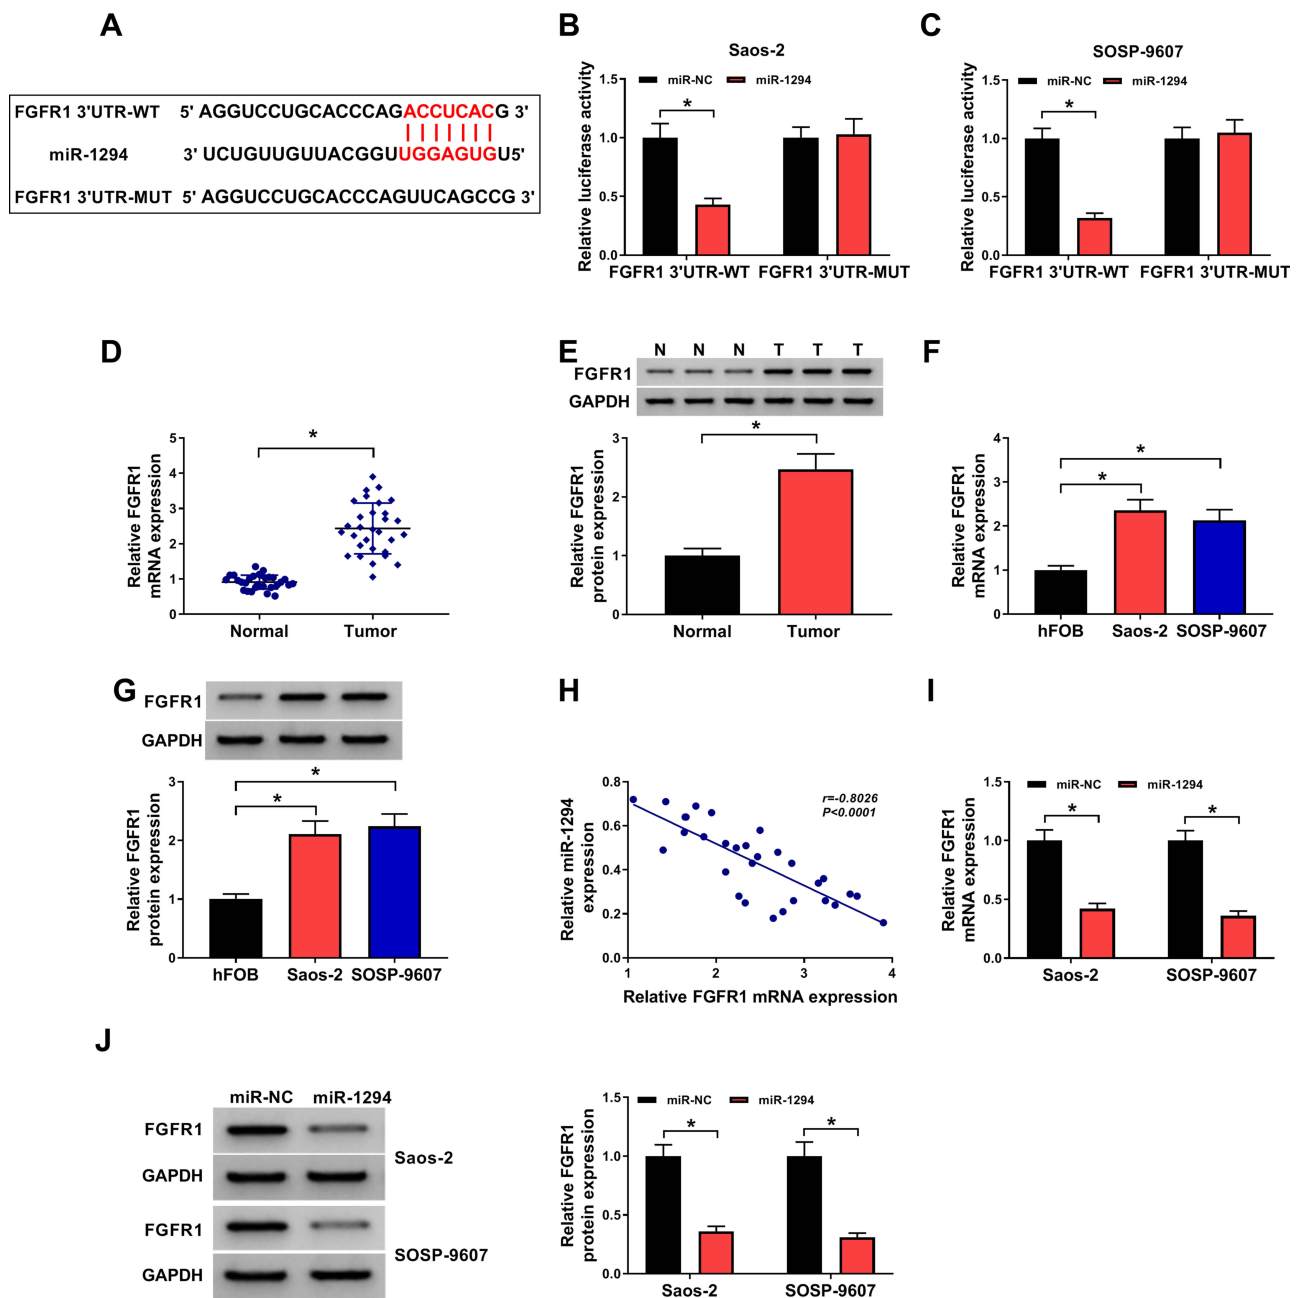 A
FGFR1 3'UTR-WT 5' AGGUCCUGCACCCAGACCUCACG 3'
miR-1294 3' UCUGUUGUUACGGUUGGAGUGU5'
FGFR1 3'UTR-MUT 5' AGGUCCUGCACCCAGUUCAGCCG 3'
B
Saos-2
miR-NC miR-1294
Relative luciferase activity
1.5
1.0
0.5
0.0
*
FGFR1 3'UTR-WT FGFR1 3'UTR-MUT
C
SOSP-9607
miR-NC miR-1294
Relative luciferase activity
1.5
1.0
0.5
0.0
*
FGFR1 3'UTR-WT FGFR1 3'UTR-MUT
D
Relative FGFR1
mRNA expression
5
4
3
2
1
0
*
Normal Tumor
E
N N N T T T
FGFR1
GAPDH
Relative FGFR1
protein expression
3
2
1
0
*
Normal Tumor
F
Relative FGFR1
mRNA expression
4
3
2
1
0
*
*
hFOB Saos-2 SOSP-9607
G
FGFR1
GAPDH
Relative FGFR1
protein expression
3
2
1
0
*
*
hFOB Saos-2 SOSP-9607
H
Relative miR-1294
expression
0.8
0.6
0.4
0.2
0.0
r=-0.8026
P<0.0001
1 2 3 4
Relative FGFR1 mRNA expression
I
miR-NC miR-1294
Relative FGFR1
mRNA expression
1.5
1.0
0.5
0.0
* *
Saos-2 SOSP-9607
J
miR-NC miR-1294
FGFR1
GAPDH
Saos-2
FGFR1
GAPDH
SOSP-9607
miR-NC miR-1294
Relative FGFR1
protein expression
1.5
1.0
0.5
0.0
* *
Saos-2 SOSP-9607